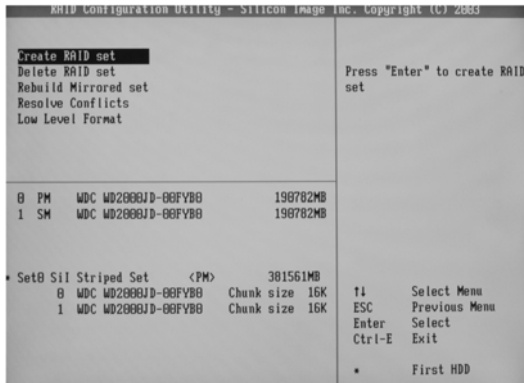 RAID Configuration Utility - Silicon Image Inc. Copyright (C) 2003
Create RAID set
Delete RAID set
Rebuild Mirrored set
Resolve Conflicts
Low Level Format
Press "Enter" to create RAID
set
0 PM WDC WD2000JD-00FYB0 190782MB
1 SM WDC WD2000JD-00FYB0 190782MB
* Set0 SiI Striped Set <PM> 381561MB
0 WDC WD2000JD-00FYB0 Chunk size 16K
1 WDC WD2000JD-00FYB0 Chunk size 16K
↑↓ Select Menu
ESC Previous Menu
Enter Select
Ctrl-E Exit
* First HDD